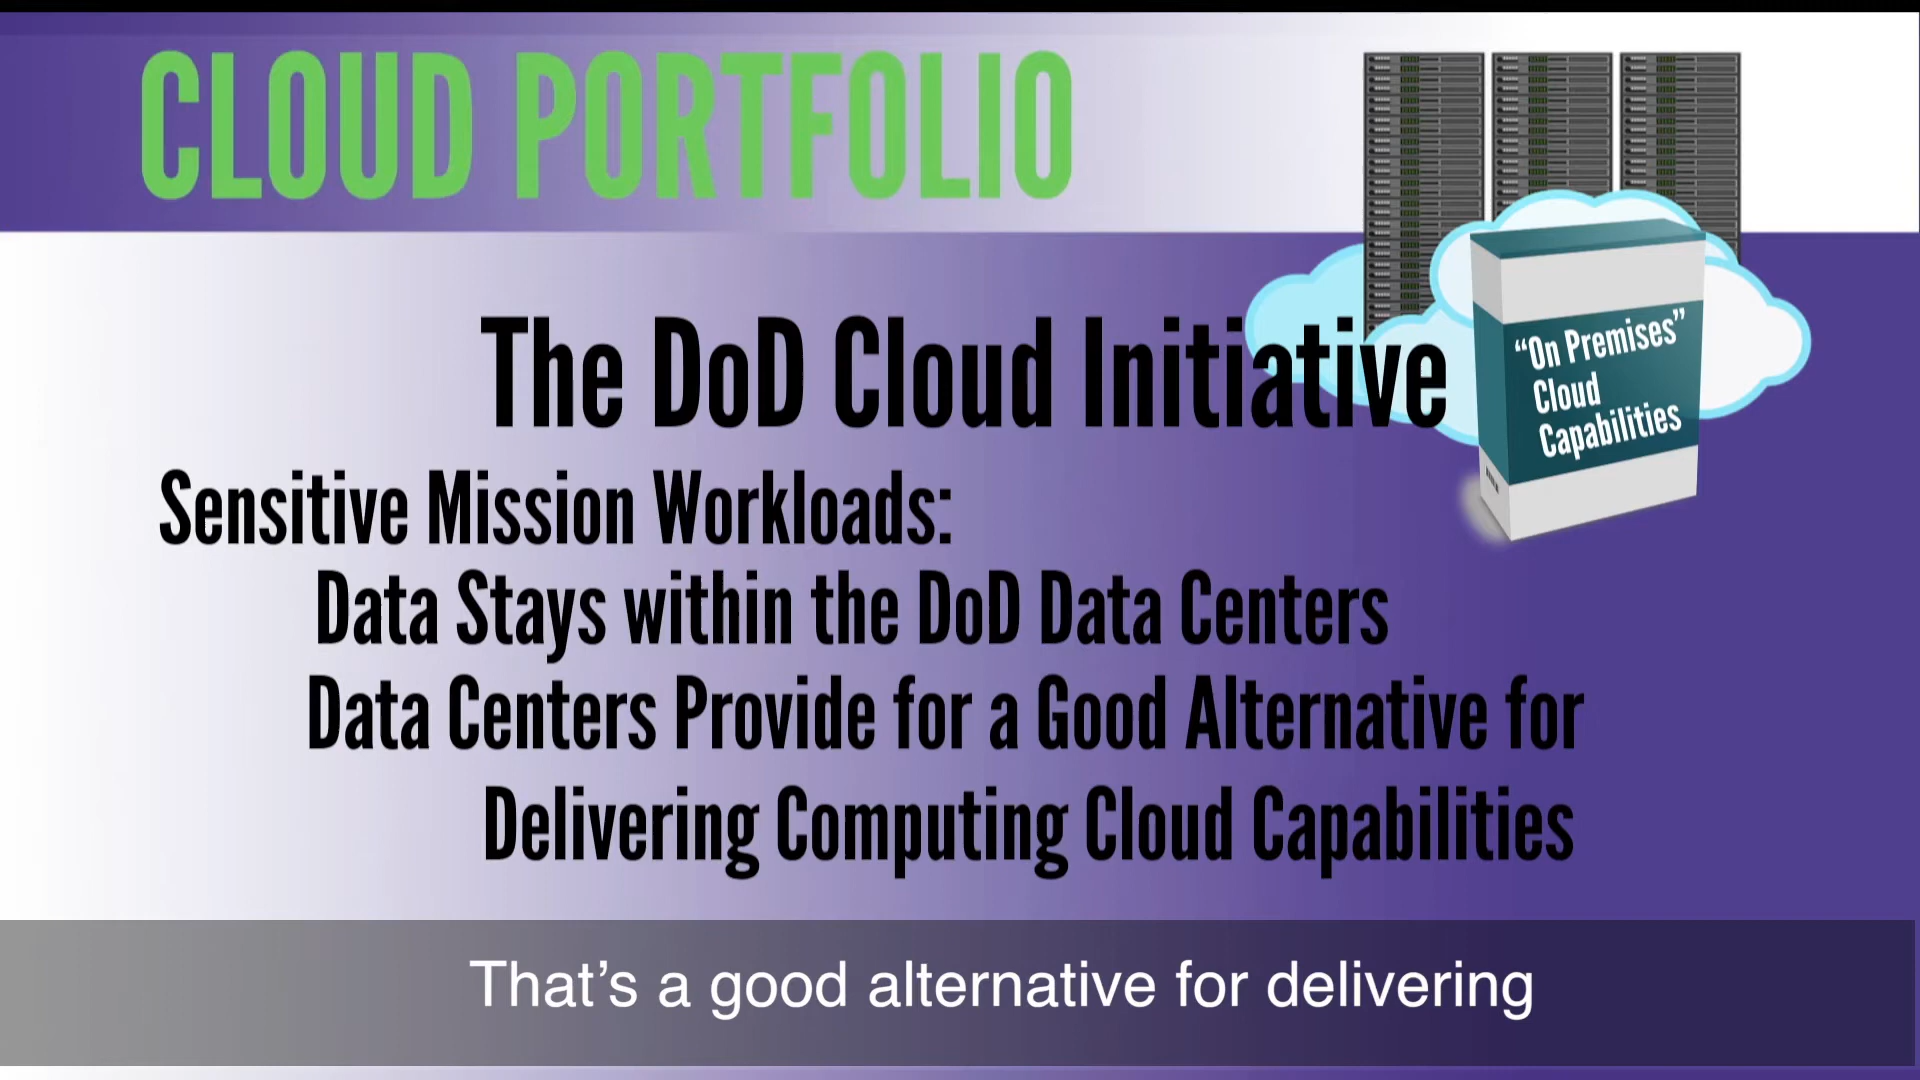 CLOUD PORTFOLIO
The DoD Cloud Initiative
“On Premises”
Cloud
Capabilities
Sensitive Mission Workloads:
Data Stays within the DoD Data Centers
Data Centers Provide for a Good Alternative for
Delivering Computing Cloud Capabilities
That’s a good alternative for delivering